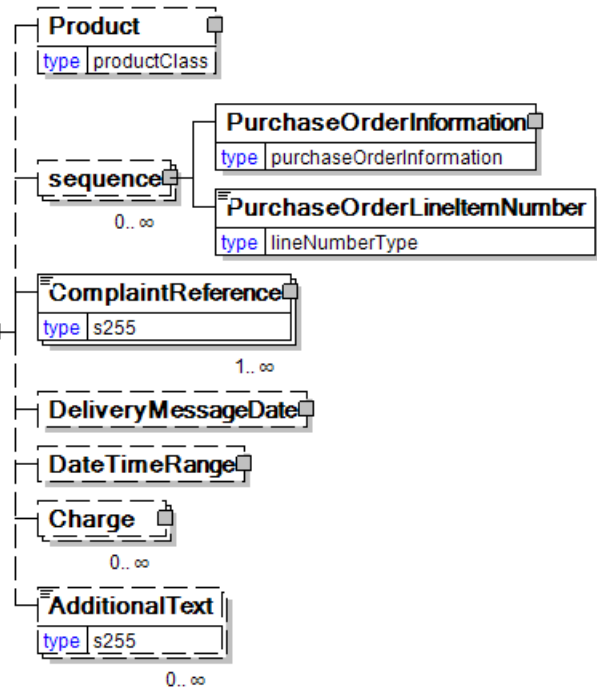 Product
type productClass
PurchaseOrderInformation
type purchaseOrderInformation
sequence
0.. ∞
PurchaseOrderLineItemNumber
type lineNumberType
ComplaintReference
type s255
1.. ∞
DeliveryMessageDate
DateTimeRange
Charge
0.. ∞
AdditionalText
type s255
0.. ∞